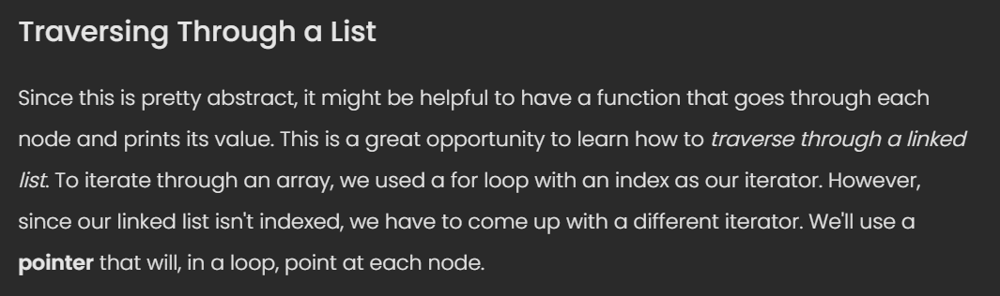 Traversing Through a List
Since this is pretty abstract, it might be helpful to have a function that goes through each
node and prints its value. This is a great opportunity to learn how to traverse through a linked
list. To iterate through an array, we used a for loop with an index as our iterator. However,
since our linked list isn't indexed, we have to come up with a different iterator. We'll use a
pointer that will, in a loop, point at each node.